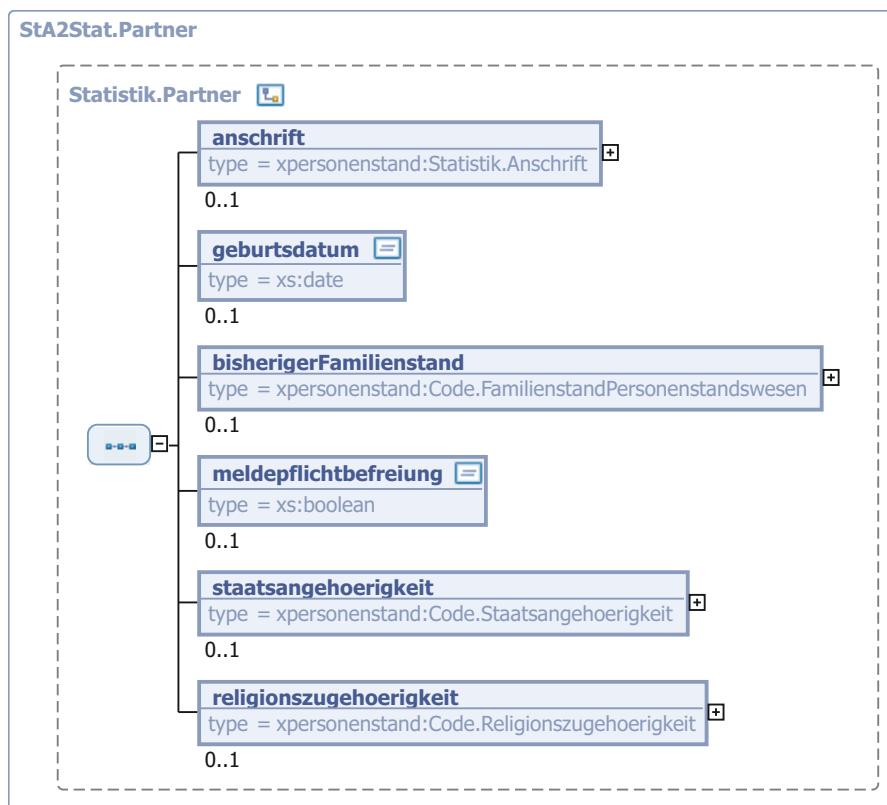 StA2Stat.Partner
Statistik.Partner
anschrift
type = xpersonenstand:Statistik.Anschrift
0..1
geburtsdatum
type = xs:date
0..1
bisherigerFamilienstand
type = xpersonenstand:Code.FamilienstandPersonenstandswesen
0..1
meldepflichtbefreiung
type = xs:boolean
0..1
staatsangehoerigkeit
type = xpersonenstand:Code.Staatsangehoerigkeit
0..1
religionszugehoerigkeit
type = xpersonenstand:Code.Religionszugehoerigkeit
0..1